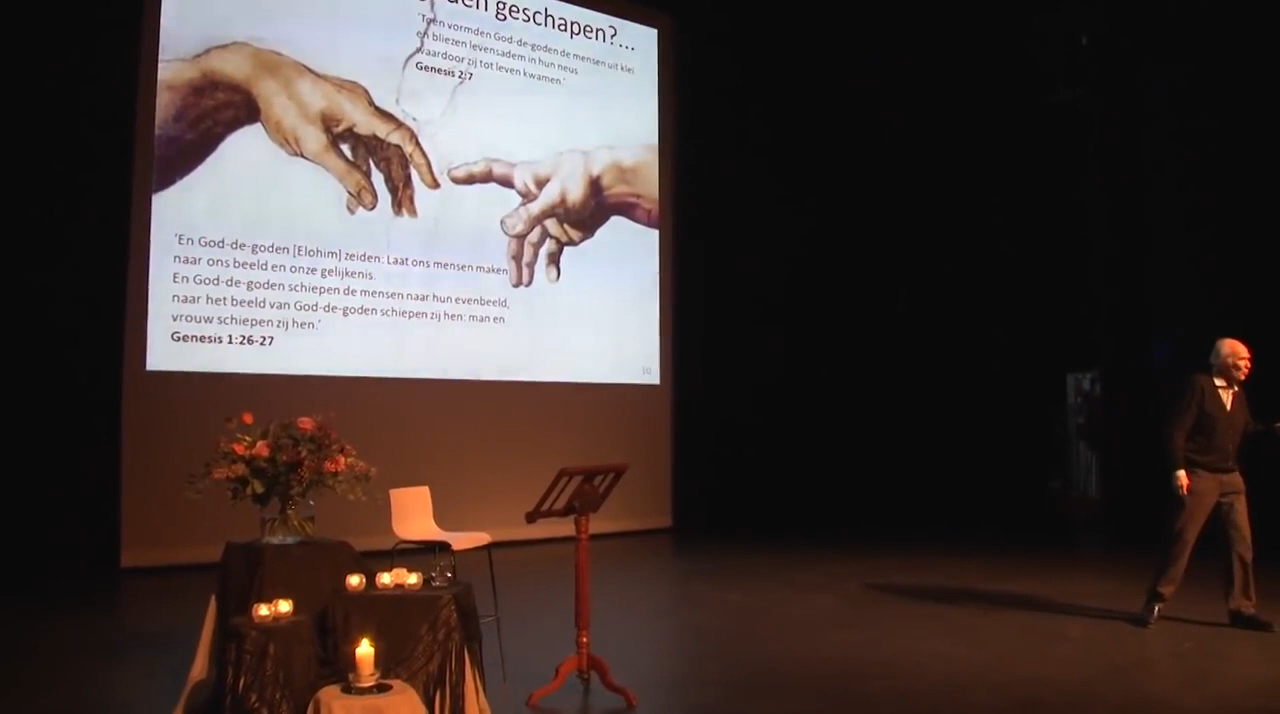 geschapen?...
'Toen vormden God-de-goden de mensen uit klei
en bliezen levensadem in hun neus
waardoor zij tot leven kwamen.'
Genesis 2:7
'En God-de-goden [Elohim] zeiden: Laat ons mensen maken
naar ons beeld en onze gelijkenis.
En God-de-goden schiepen de mensen naar hun evenbeeld,
naar het beeld van God-de-goden schiepen zij hen: man en
vrouw schiepen zij hen.'
Genesis 1:26-27